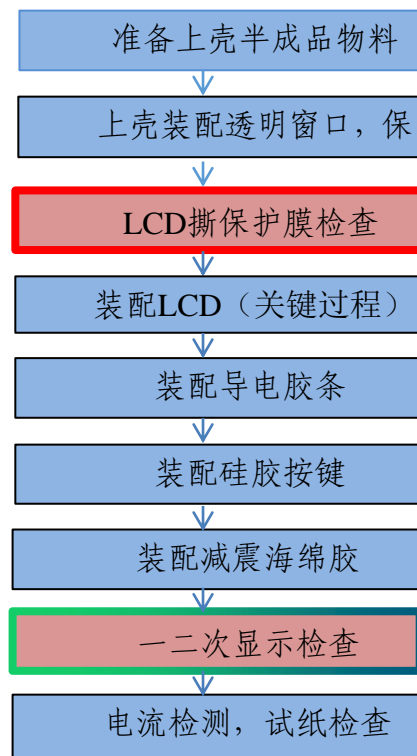 准备上壳半成品物料
上壳装配透明窗口，保
LCD撕保护膜检查
装配LCD（关键过程）
装配导电胶条
装配硅胶按键
装配减震海绵胶
一二次显示检查
电流检测，试纸检查